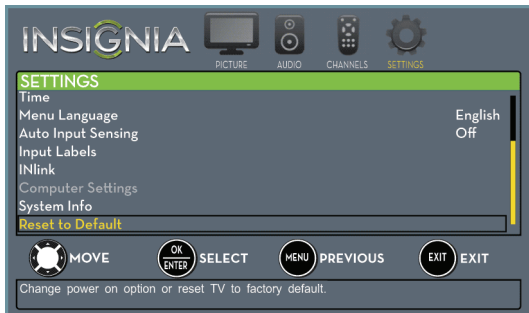 INSIGNIA
PICTURE AUDIO CHANNELS SETTINGS
SETTINGS
Time
Menu Language English
Auto Input Sensing Off
Input Labels
INlink
Computer Settings
System Info
Reset to Default
MOVE OK ENTER SELECT MENU PREVIOUS EXIT EXIT
Change power on option or reset TV to factory default.